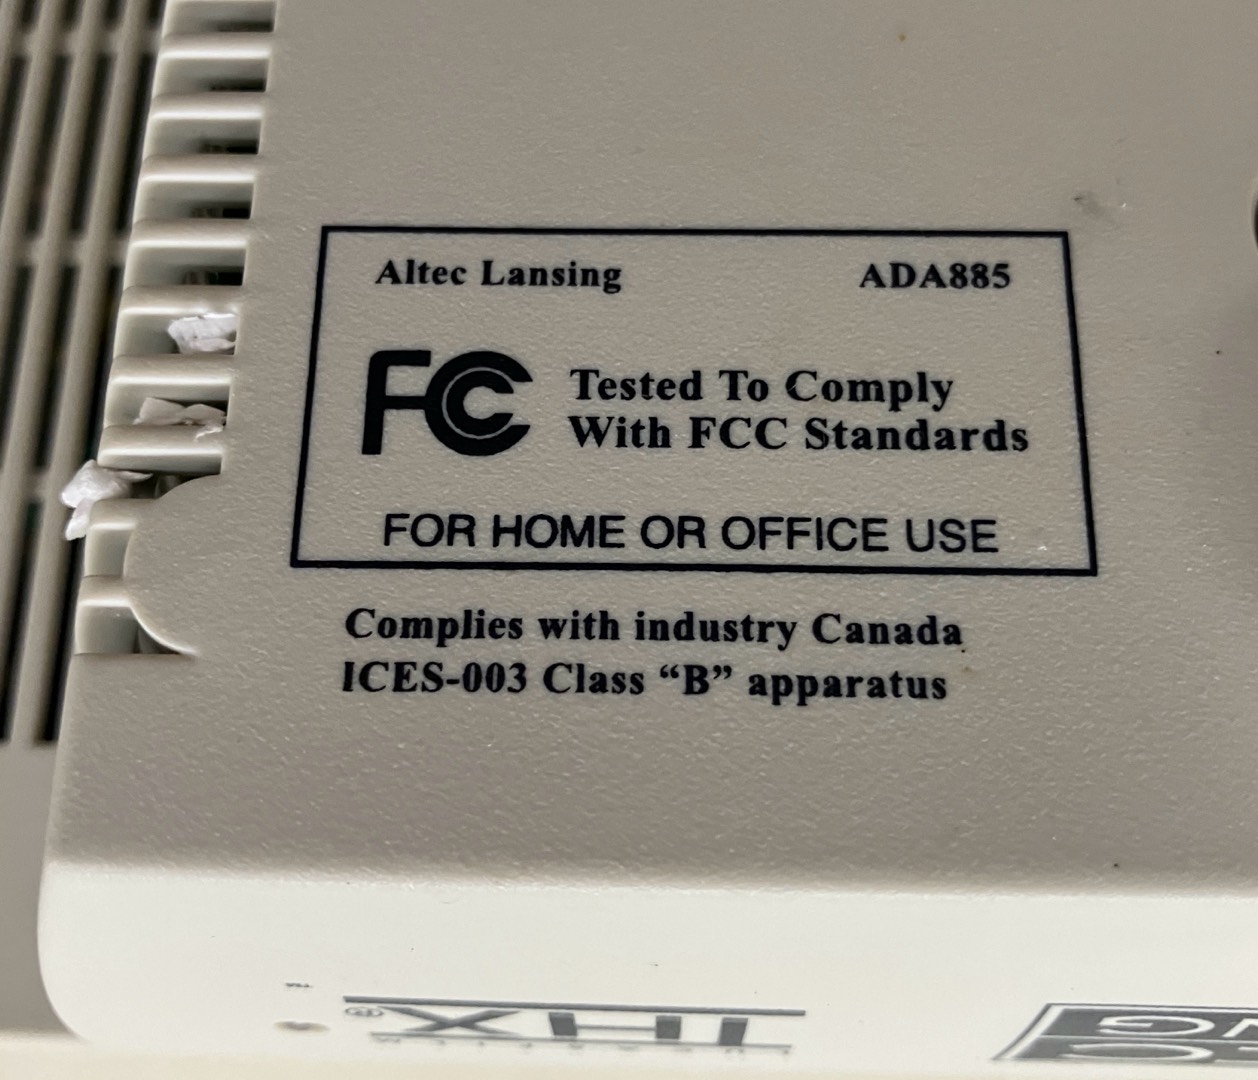 Altec Lansing ADA885
FC Tested To Comply
With FCC Standards
FOR HOME OR OFFICE USE
Complies with industry Canada
ICES-003 Class “B” apparatus
THX®